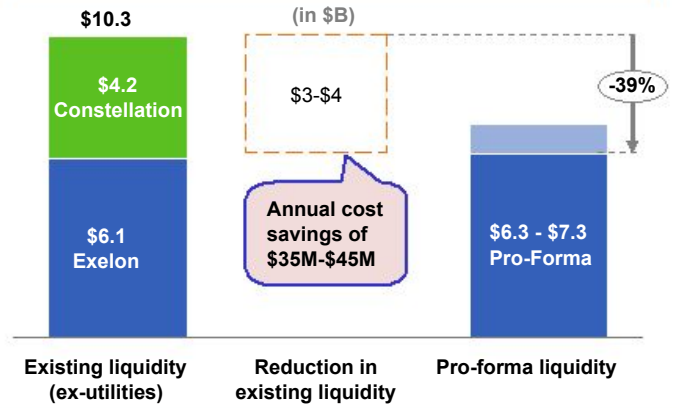 $10.3
(in $B)
$4.2
Constellation
$3-$4
-39%
Annual cost
savings of
$35M-$45M
$6.1
Exelon
$6.3 - $7.3
Pro-Forma
Existing liquidity
(ex-utilities)
Reduction in
existing liquidity
Pro-forma liquidity